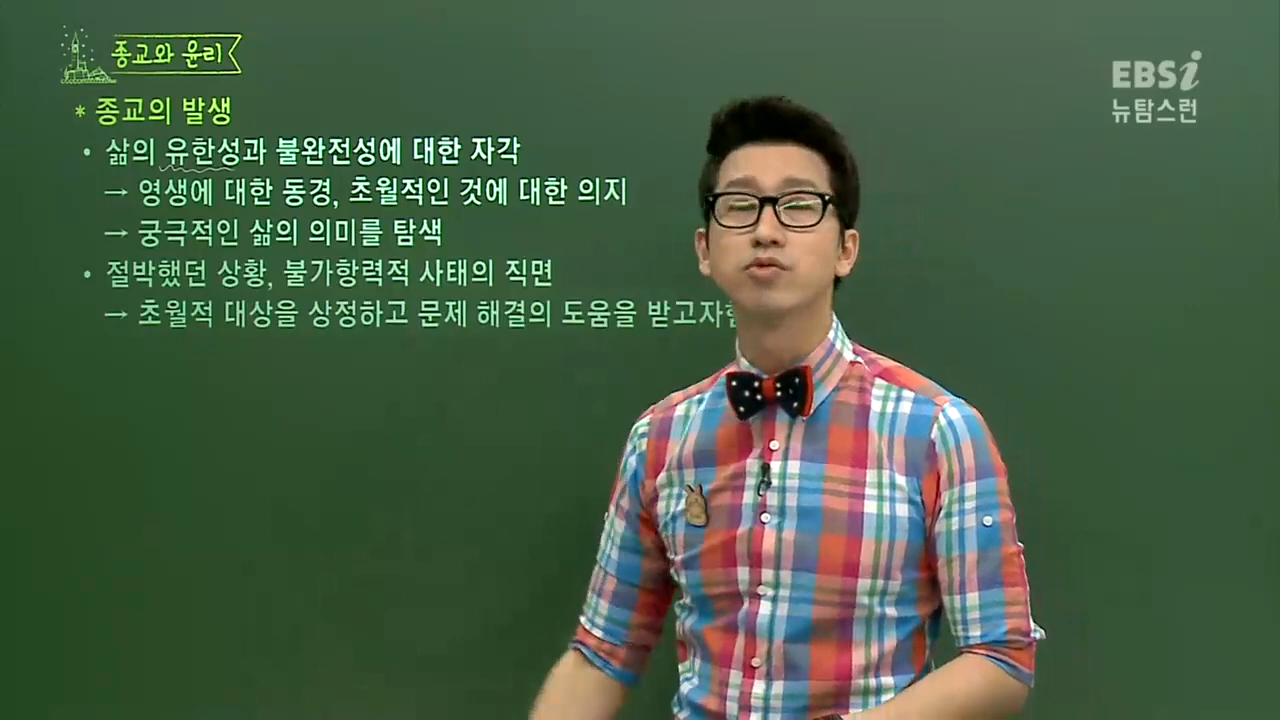 종교와 윤리
* 종교의 발생
• 삶의 유한성과 불완전성에 대한 자각
→ 영생에 대한 동경, 초월적인 것에 대한 의지
→ 궁극적인 삶의 의미를 탐색
• 절박했던 상황, 불가항력적 사태의 직면
→ 초월적 대상을 상정하고 문제 해결의 도움을 받고자
EBSi
뉴탐스런